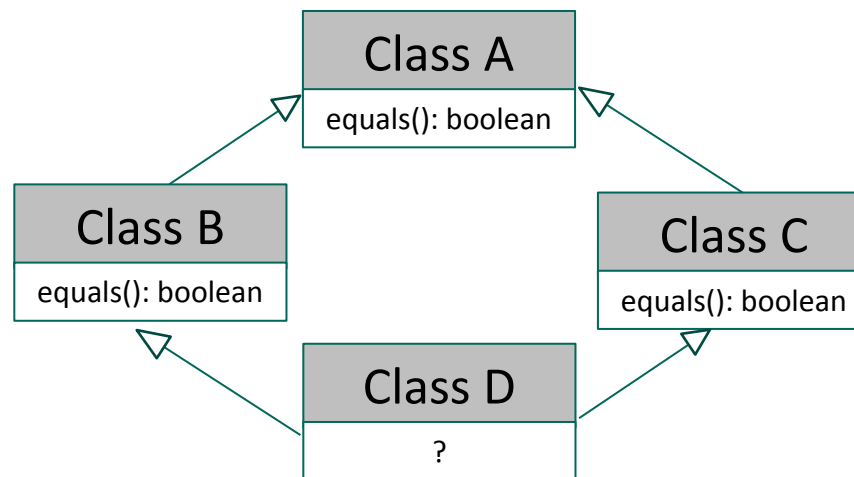 Class A
equals(): boolean
Class B
equals(): boolean
Class C
equals(): boolean
Class D
?